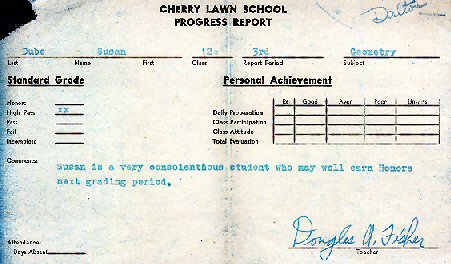 CHERRY LAWN SCHOOL
PROGRESS REPORT
Dalton
Dube Susan 12= 3rd Geometry
Last Name First Class Report Period Subject
Standard Grade Personal Achievement
Honors
High Pass xx
Pass
Fail
Incomplete
Ex. Good Aver. Poor Unsatis.
Daily Preparation
Class Participation
Class Attitude
Total Evaluation
Comments:
Susan is a very conscientious student who may well earn Honors
next grading period.
Douglas A. Fisher
Teacher
Attendance:
Days Absent